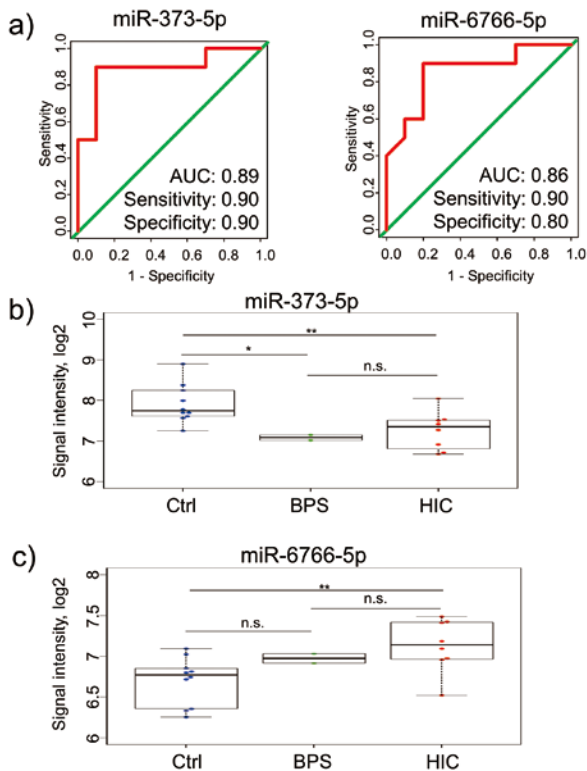 a)
miR-373-5p
miR-6766-5p
Sensitivity
0.0 0.2 0.4 0.6 0.8 1.0
AUC: 0.89
Sensitivity: 0.90
Specificity: 0.90
0.0 0.2 0.4 0.6 0.8 1.0
1 - Specificity
Sensitivity
0.0 0.2 0.4 0.6 0.8 1.0
AUC: 0.86
Sensitivity: 0.90
Specificity: 0.80
0.0 0.2 0.4 0.6 0.8 1.0
1 - Specificity
b)
miR-373-5p
Signal intensity, log2
10
9
8
7
6
**
*
n.s.
Ctrl BPS HIC
c)
miR-6766-5p
Signal intensity, log2
8
7.5
7
6.5
6
**
n.s.
n.s.
Ctrl BPS HIC